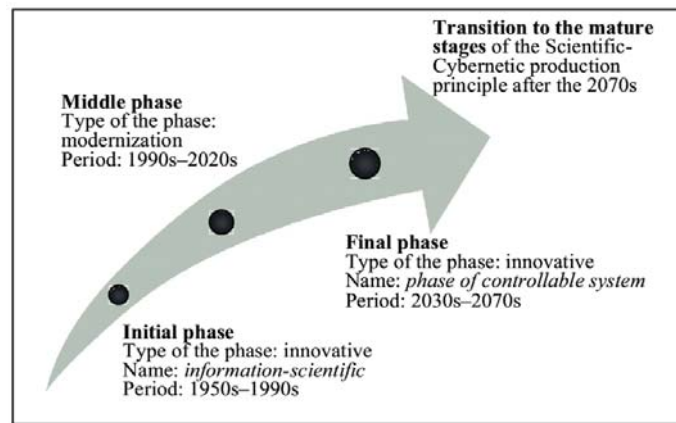 Transition to the mature
stages of the Scientific-
Cybernetic production
principle after the 2070s
Middle phase
Type of the phase:
modernization
Period: 1990s–2020s
Final phase
Type of the phase: innovative
Name: phase of controllable system
Period: 2030s–2070s
Initial phase
Type of the phase: innovative
Name: information-scientific
Period: 1950s–1990s